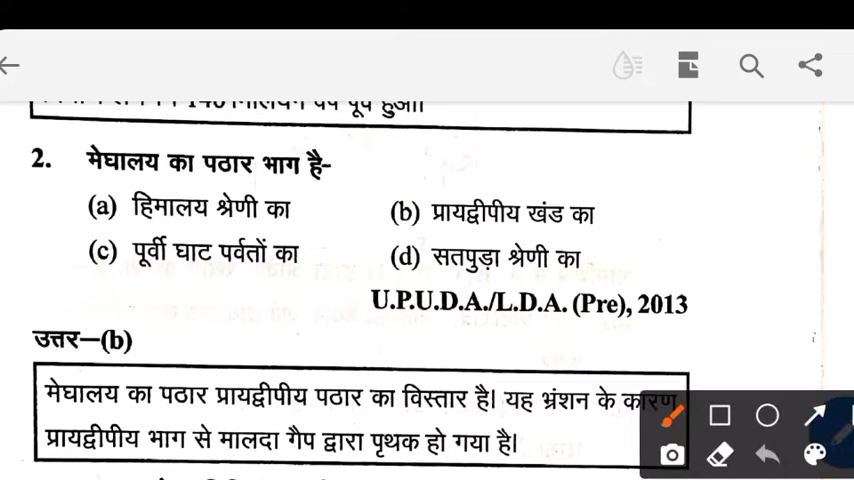 2. मेघालय का पठार भाग है-
(a) हिमालय श्रेणी का (b) प्रायद्वीपीय खंड का
(c) पूर्वी घाट पर्वतों का (d) सतपुड़ा श्रेणी का
U.P.U.D.A./L.D.A. (Pre), 2013
उत्तर—(b)
मेघालय का पठार प्रायद्वीपीय पठार का विस्तार है। यह भ्रंशन के कारण
प्रायद्वीपीय भाग से मालदा गैप द्वारा पृथक हो गया है।